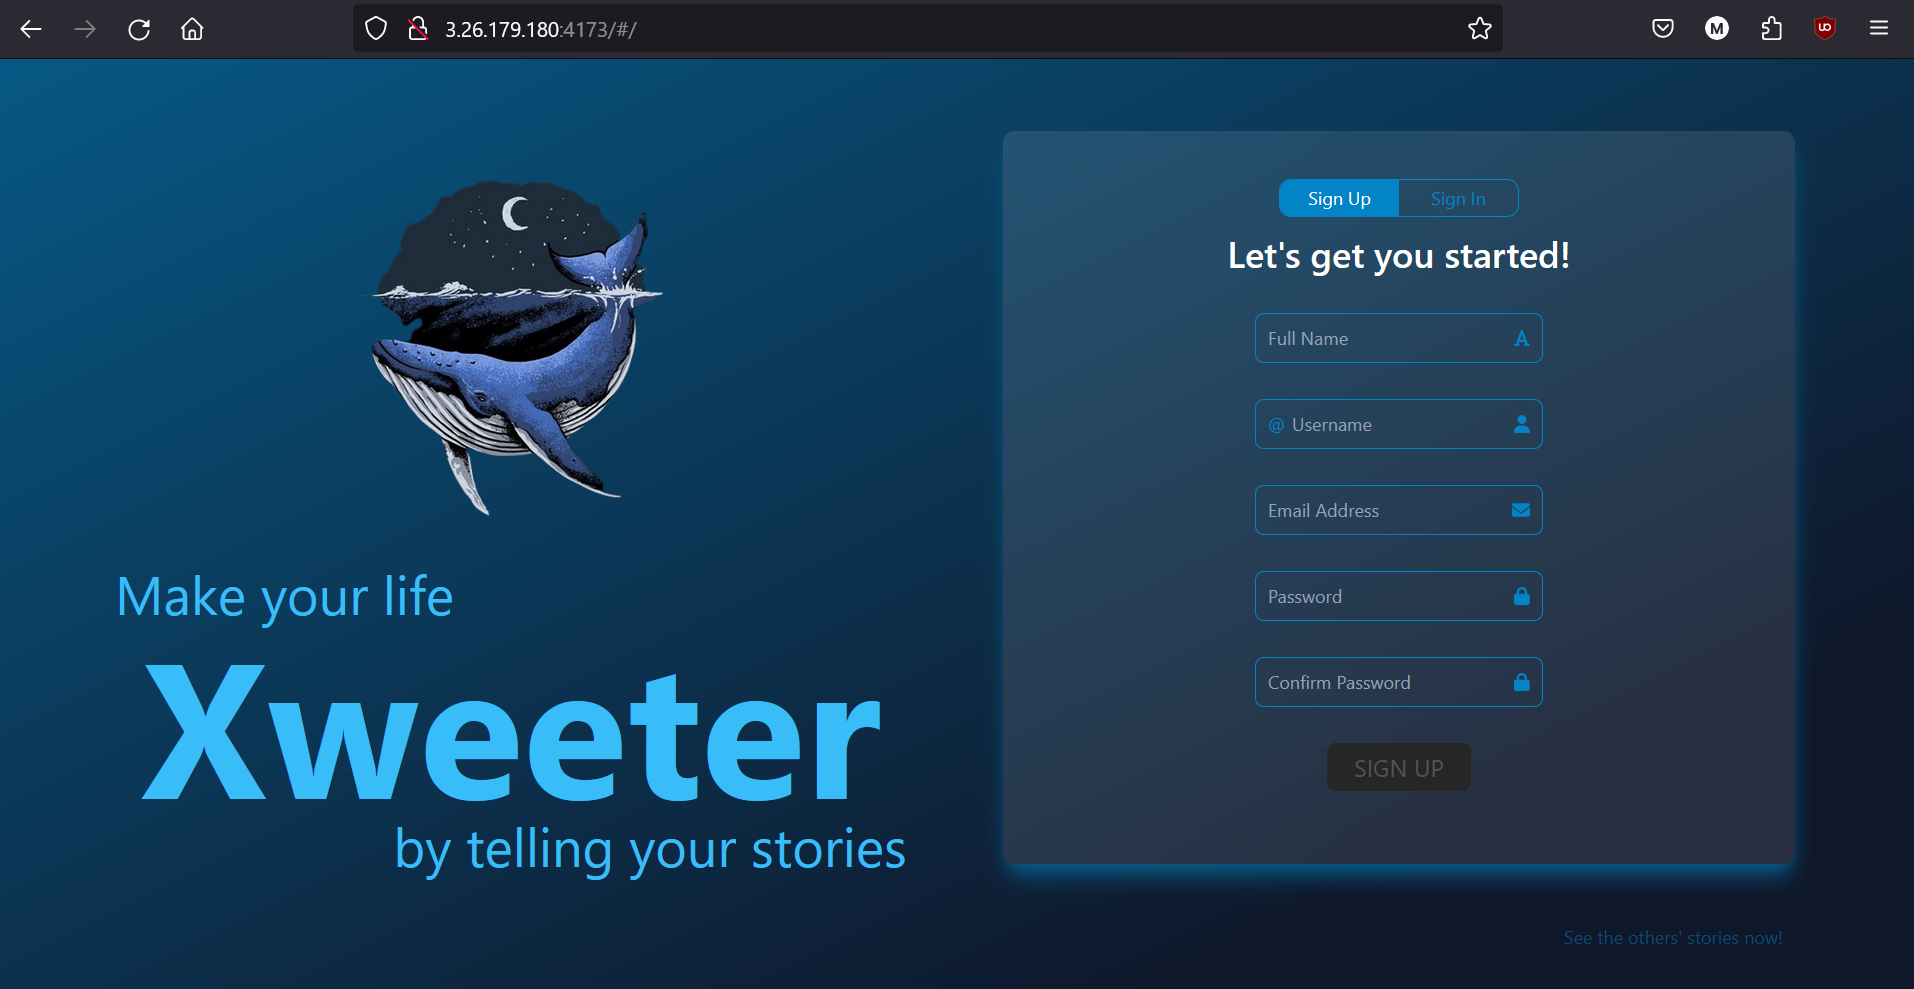 3.26.179.180:4173/#/
M
Sign Up
Sign In
Let's get you started!
Full Name
A
@ Username
Email Address
Password
Confirm Password
SIGN UP
Make your life
Xweeter
by telling your stories
See the others' stories now!